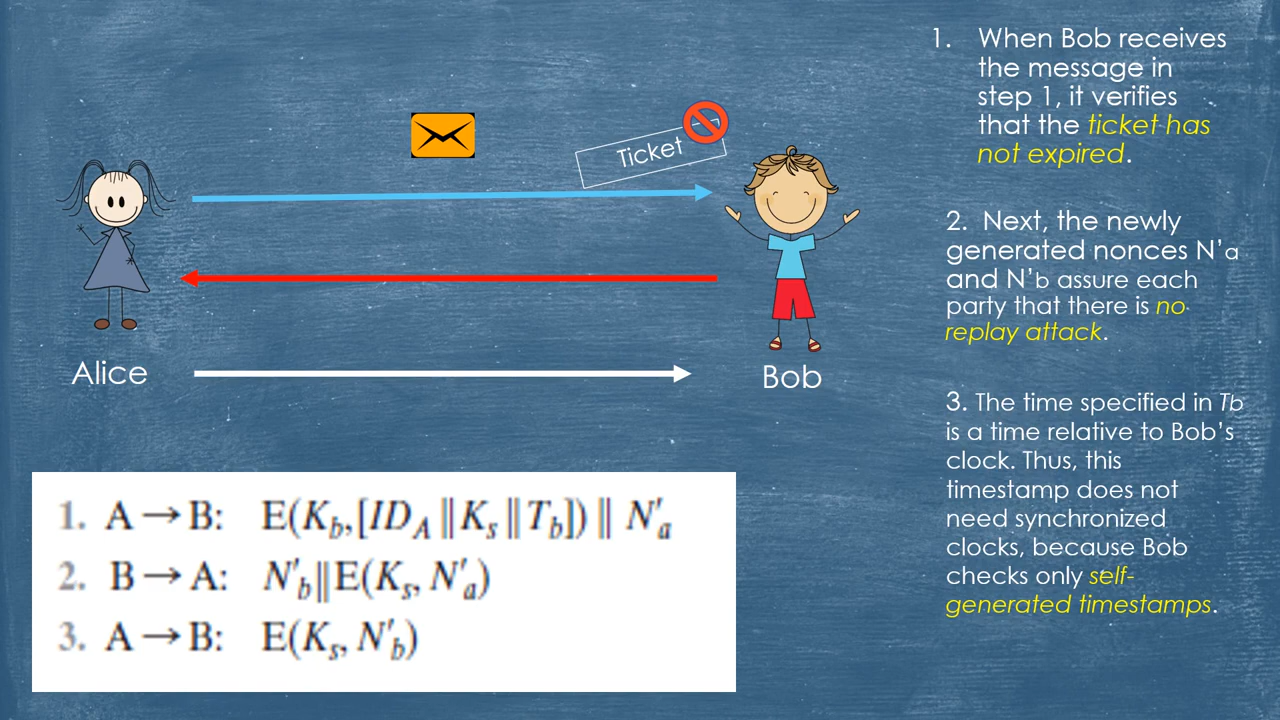 Ticket
Alice
Bob
1. A → B: E(K_b, [ID_A ‖ K_s ‖ T_b]) ‖ N'_a
2. B → A: N'_b ‖ E(K_s, N'_a)
3. A → B: E(K_s, N'_b)
1. When Bob receives
the message in
step 1, it verifies
that the ticket has
not expired.
2. Next, the newly
generated nonces N’a
and N’b assure each
party that there is no
replay attack.
3. The time specified in Tb
is a time relative to Bob’s
clock. Thus, this
timestamp does not
need synchronized
clocks, because Bob
checks only self-
generated timestamps.